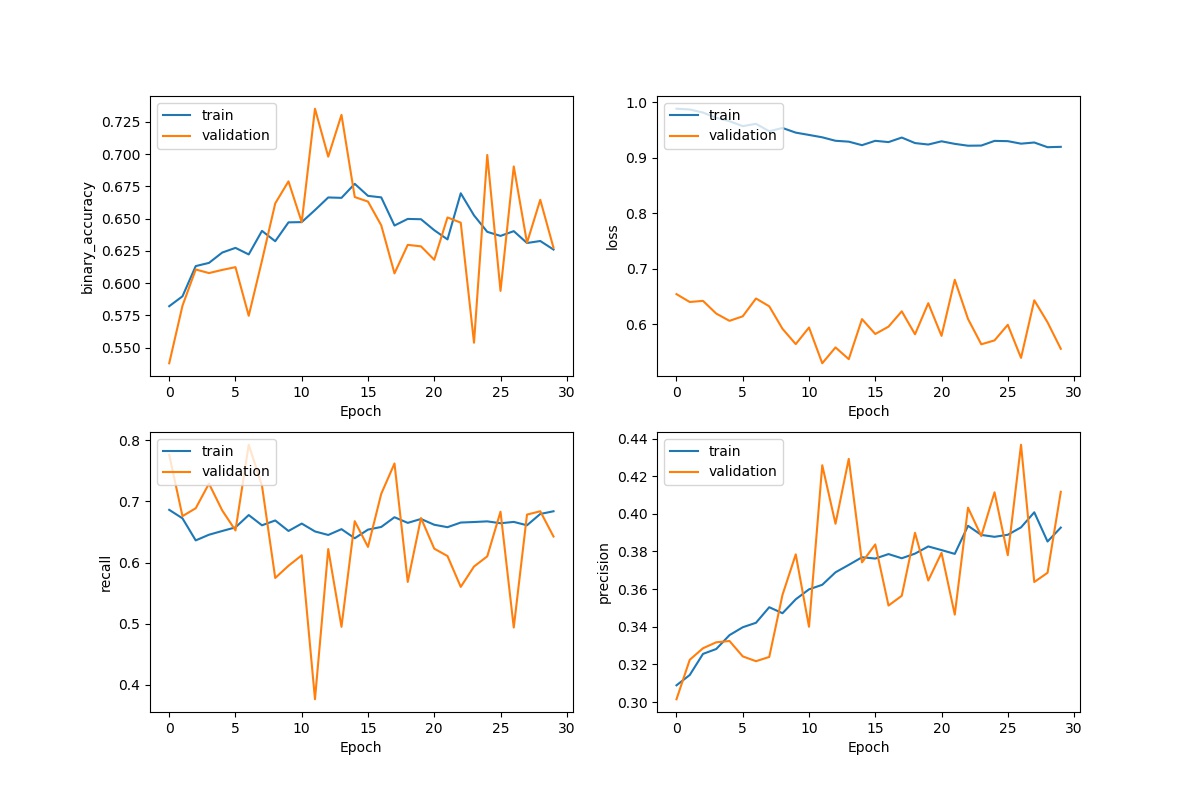 train
validation
0.725
0.700
0.675
0.650
0.625
0.600
0.575
0.550
binary_accuracy
0 5 10 15 20 25 30
Epoch
train
validation
1.0
0.9
0.8
0.7
0.6
loss
0 5 10 15 20 25 30
Epoch
train
validation
0.8
0.7
0.6
0.5
0.4
recall
0 5 10 15 20 25 30
Epoch
train
validation
0.44
0.42
0.40
0.38
0.36
0.34
0.32
0.30
precision
0 5 10 15 20 25 30
Epoch